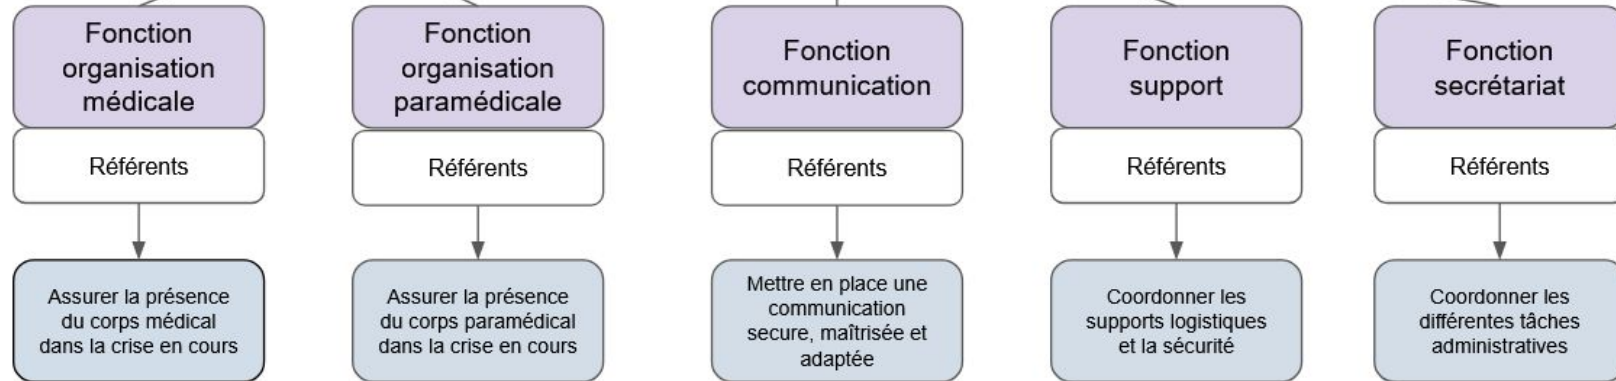 Fonction
organisation
médicale
Référents
Assurer la présence
du corps médical
dans la crise en cours
Fonction
organisation
paramédicale
Référents
Assurer la présence
du corps paramédical
dans la crise en cours
Fonction
communication
Référents
Mettre en place une
communication
secure, maîtrisée et
adaptée
Fonction
support
Référents
Coordonner les
supports logistiques
et la sécurité
Fonction
secrétariat
Référents
Coordonner les
différentes tâches
administratives